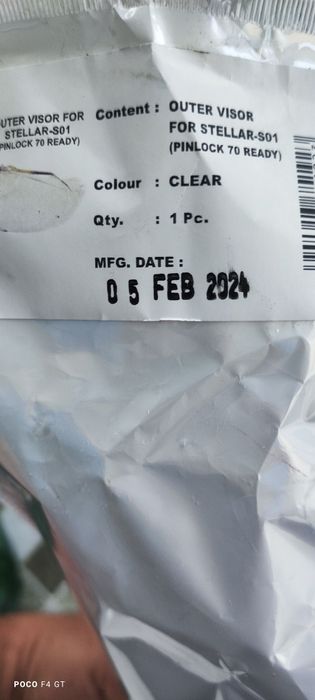 OUTER VISOR FOR
STELLAR-S01
(PINLOCK 70 READY)
Content : OUTER VISOR
FOR STELLAR-S01
(PINLOCK 70 READY)
Colour : CLEAR
Qty. : 1 Pc.
MFG. DATE :
05 FEB 2024
POCO F4 GT